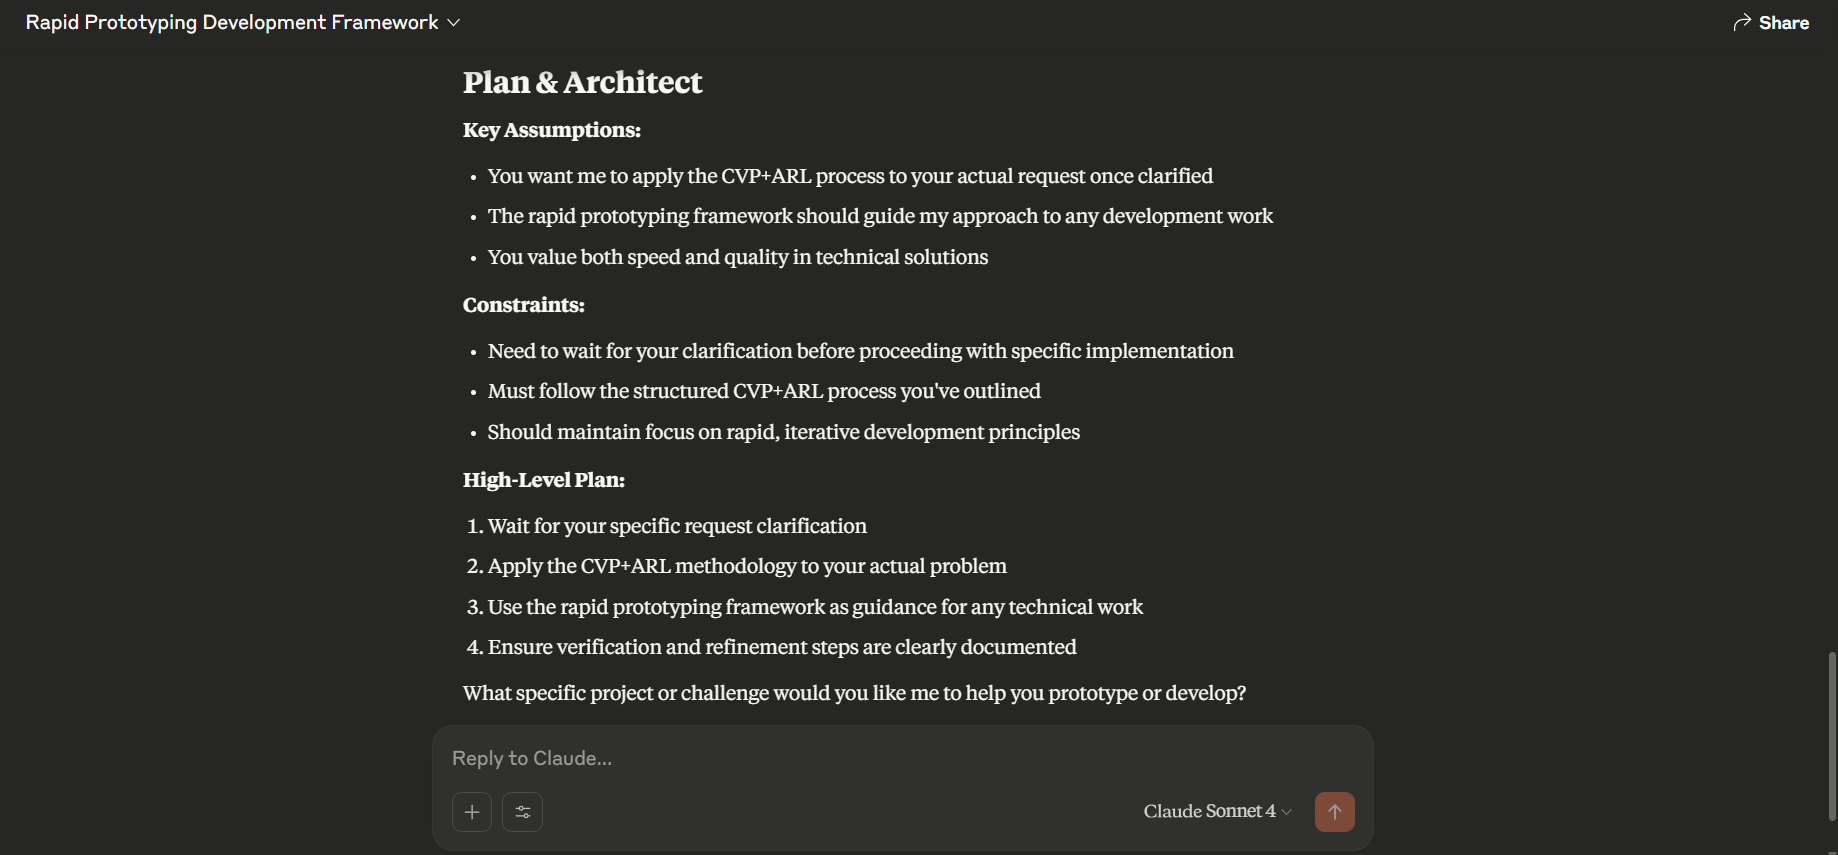 Rapid Prototyping Development Framework
Share
Plan & Architect
Key Assumptions:
• You want me to apply the CVP+ARL process to your actual request once clarified
• The rapid prototyping framework should guide my approach to any development work
• You value both speed and quality in technical solutions
Constraints:
• Need to wait for your clarification before proceeding with specific implementation
• Must follow the structured CVP+ARL process you've outlined
• Should maintain focus on rapid, iterative development principles
High-Level Plan:
1. Wait for your specific request clarification
2. Apply the CVP+ARL methodology to your actual problem
3. Use the rapid prototyping framework as guidance for any technical work
4. Ensure verification and refinement steps are clearly documented
What specific project or challenge would you like me to help you prototype or develop?
Reply to Claude...
Claude Sonnet 4